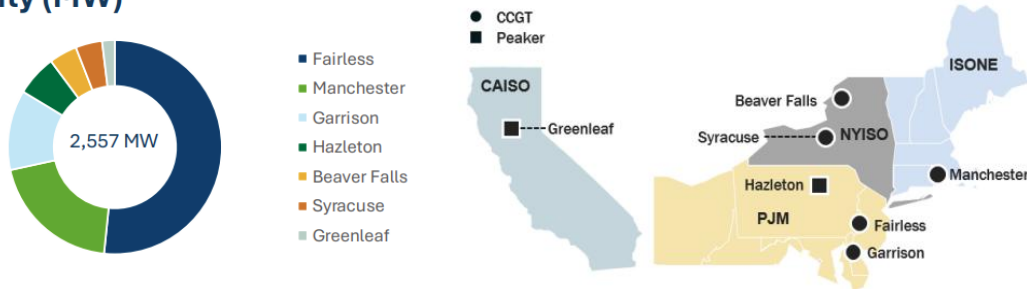 2,557 MW
Fairless
Manchester
Garrison
Hazleton
Beaver Falls
Syracuse
Greenleaf
CCGT
Peaker
CAISO
Greenleaf
ISONE
Beaver Falls
Syracuse
NYISO
Manchester
Hazleton
PJM
Fairless
Garrison
(MW)